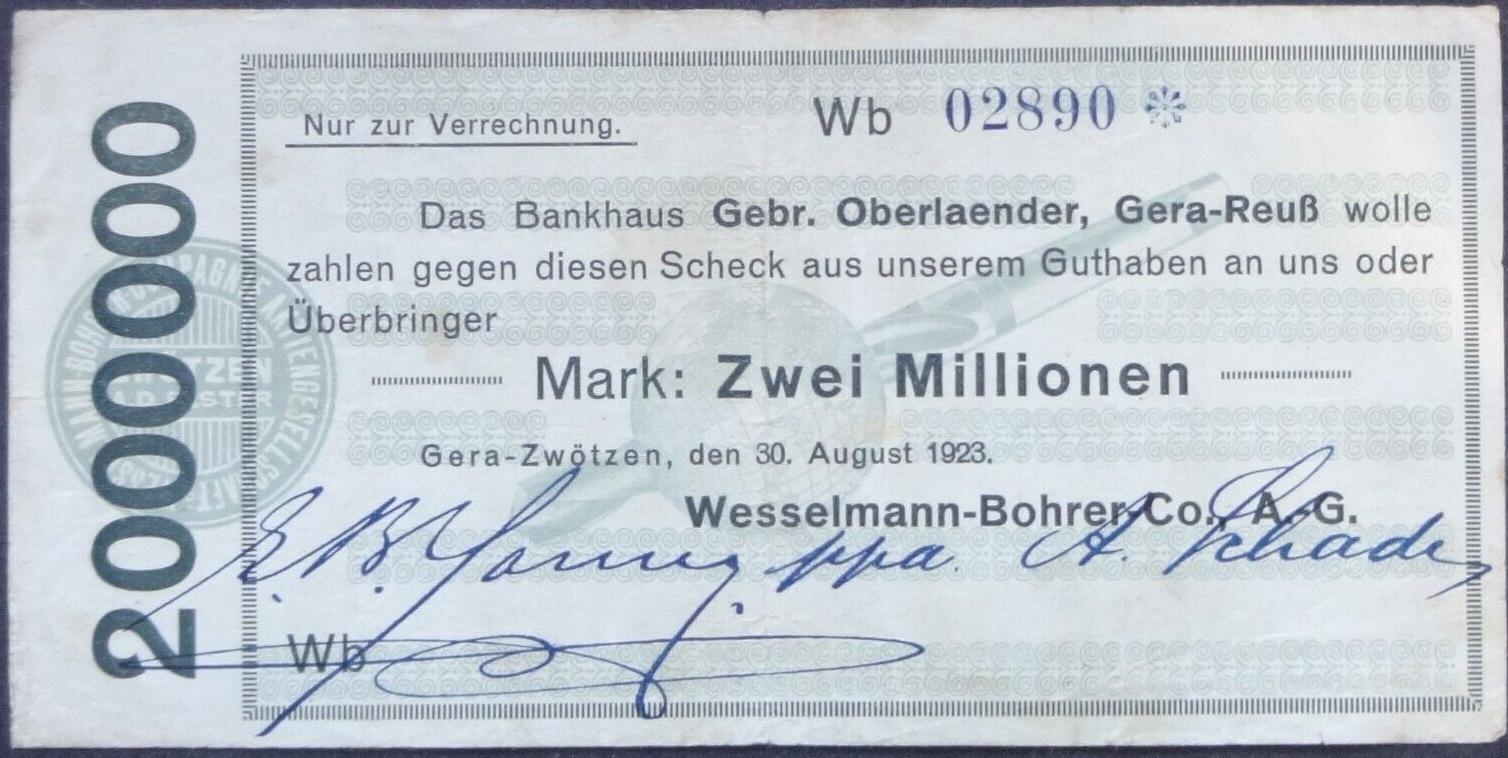 2000000
Nur zur Verrechnung.
Wb 02890
Das Bankhaus Gebr. Oberlaender, Gera-Reuß wolle
zahlen gegen diesen Scheck aus unserem Guthaben an uns oder
Überbringer
Mark: Zwei Millionen
Gera-Zwötzen, den 30. August 1923.
Wesselmann-Bohrer Co., A. G.
ppa. A. Schade
Wb